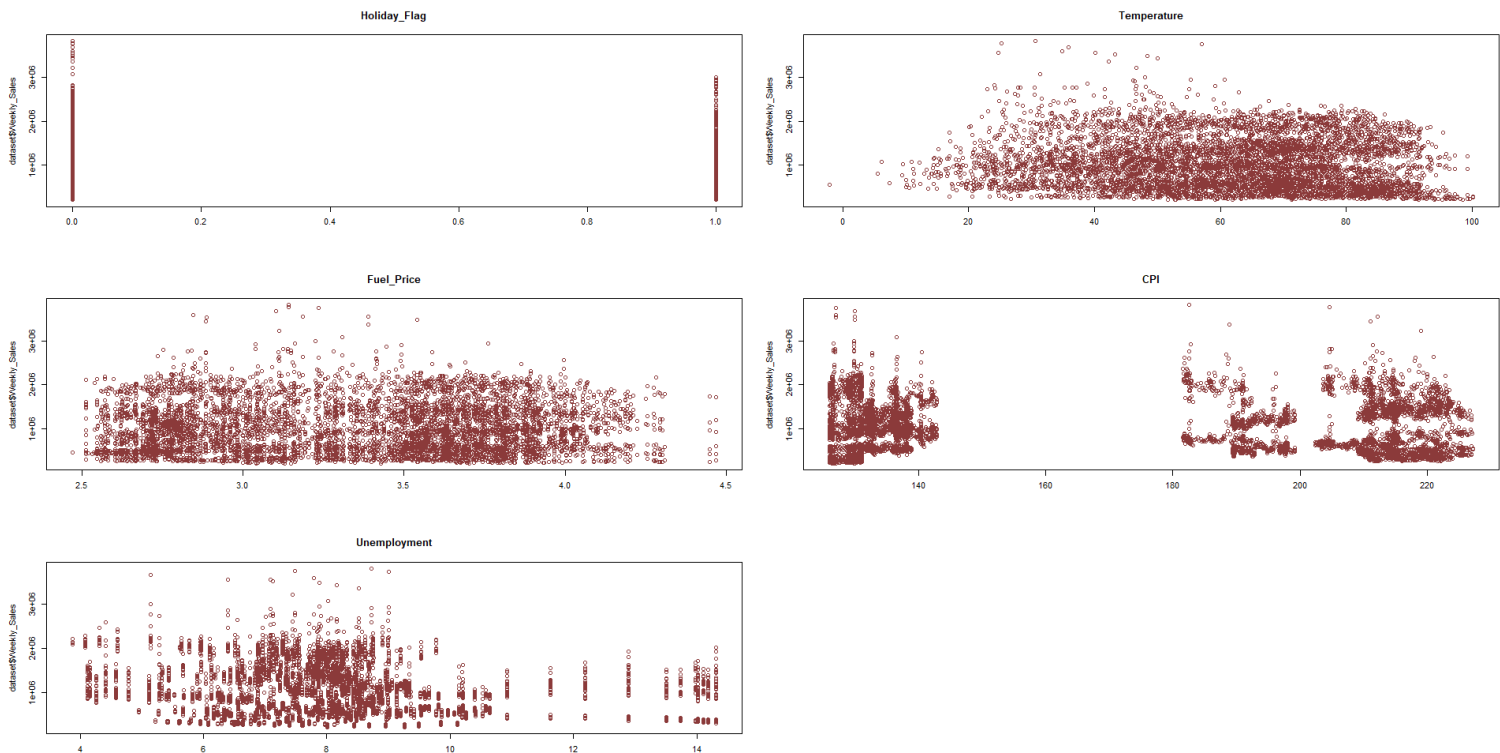 Holiday_Flag
dataset$Weekly_Sales
3e+06
2e+06
1e+06
0.0 0.2 0.4 0.6 0.8 1.0
Temperature
dataset$Weekly_Sales
3e+06
2e+06
1e+06
0 20 40 60 80 100
Fuel_Price
dataset$Weekly_Sales
3e+06
2e+06
1e+06
2.5 3.0 3.5 4.0 4.5
CPI
dataset$Weekly_Sales
3e+06
2e+06
1e+06
140 160 180 200 220
Unemployment
dataset$Weekly_Sales
3e+06
2e+06
1e+06
4 6 8 10 12 14